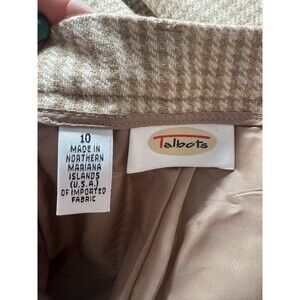 10
MADE IN
NORTHERN
MARIANA
ISLANDS
(U.S.A.)
OF IMPORTED
FABRIC
Talbots